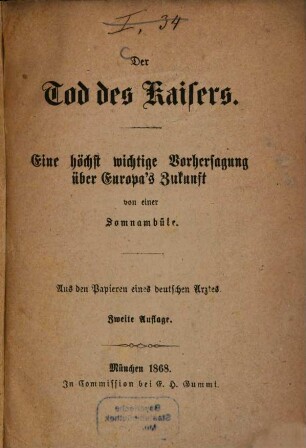 I, 34
Der
Tod des Kaisers.
Eine höchst wichtige Vorhersagung
über Europa's Zukunft
von einer
Somnambüle.
Aus den Papieren eines deutschen Arztes
Zweite Auflage.
München 1868.
In Commission bei E. H. Gummi.